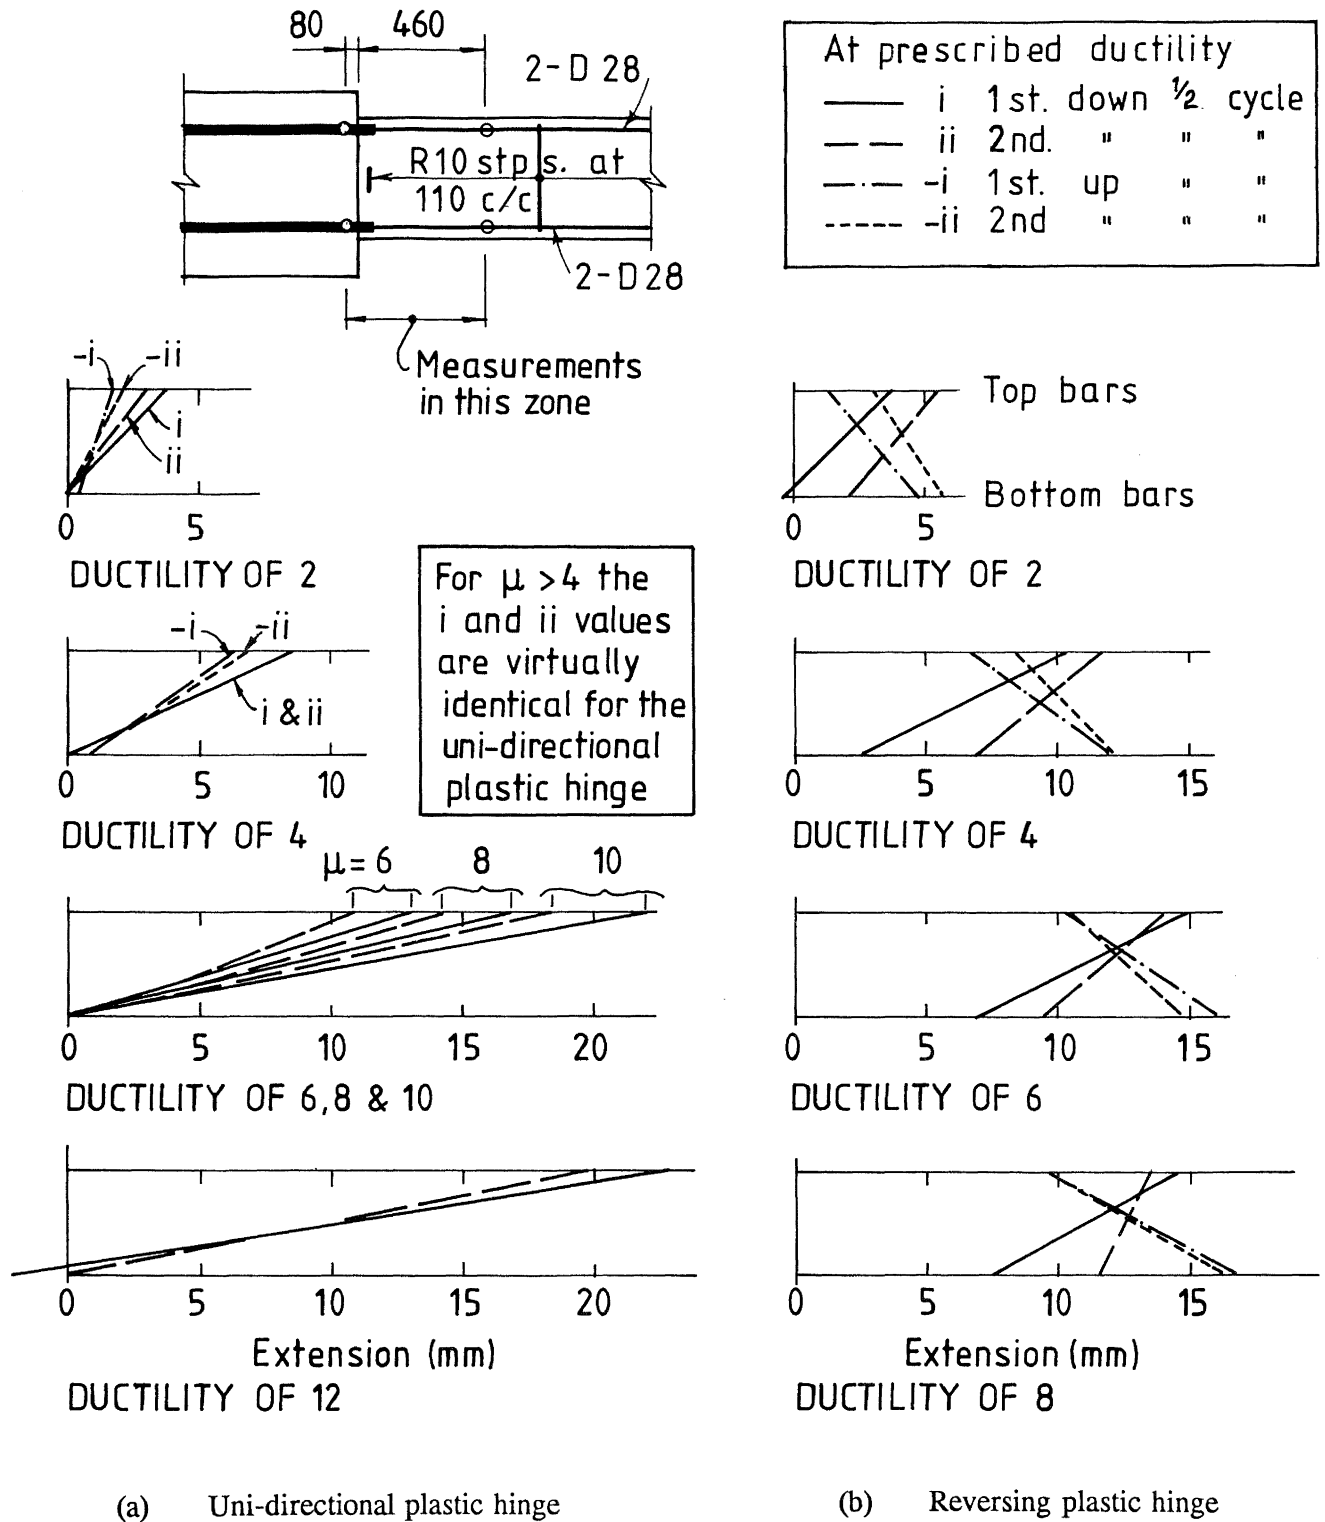 80 460
2-D 28
R10 stps. at
110 c/c
2-D28
Measurements
in this zone
At prescribed ductility
i 1st. down 1/2 cycle
ii 2nd. " " "
-i 1st. up " "
-ii 2nd " " "
-i -ii
i
ii
0 5
DUCTILITY OF 2
Top bars
Bottom bars
0 5
DUCTILITY OF 2
For μ >4 the
i and ii values
are virtually
identical for the
uni-directional
plastic hinge
-i -ii
i & ii
0 5 10
DUCTILITY OF 4
0 5 10 15
DUCTILITY OF 4
μ= 6 8 10
0 5 10 15 20
DUCTILITY OF 6,8 & 10
0 5 10 15
DUCTILITY OF 6
0 5 10 15 20
Extension (mm)
DUCTILITY OF 12
0 5 10 15
Extension (mm)
DUCTILITY OF 8
(a) Uni-directional plastic hinge
(b) Reversing plastic hinge